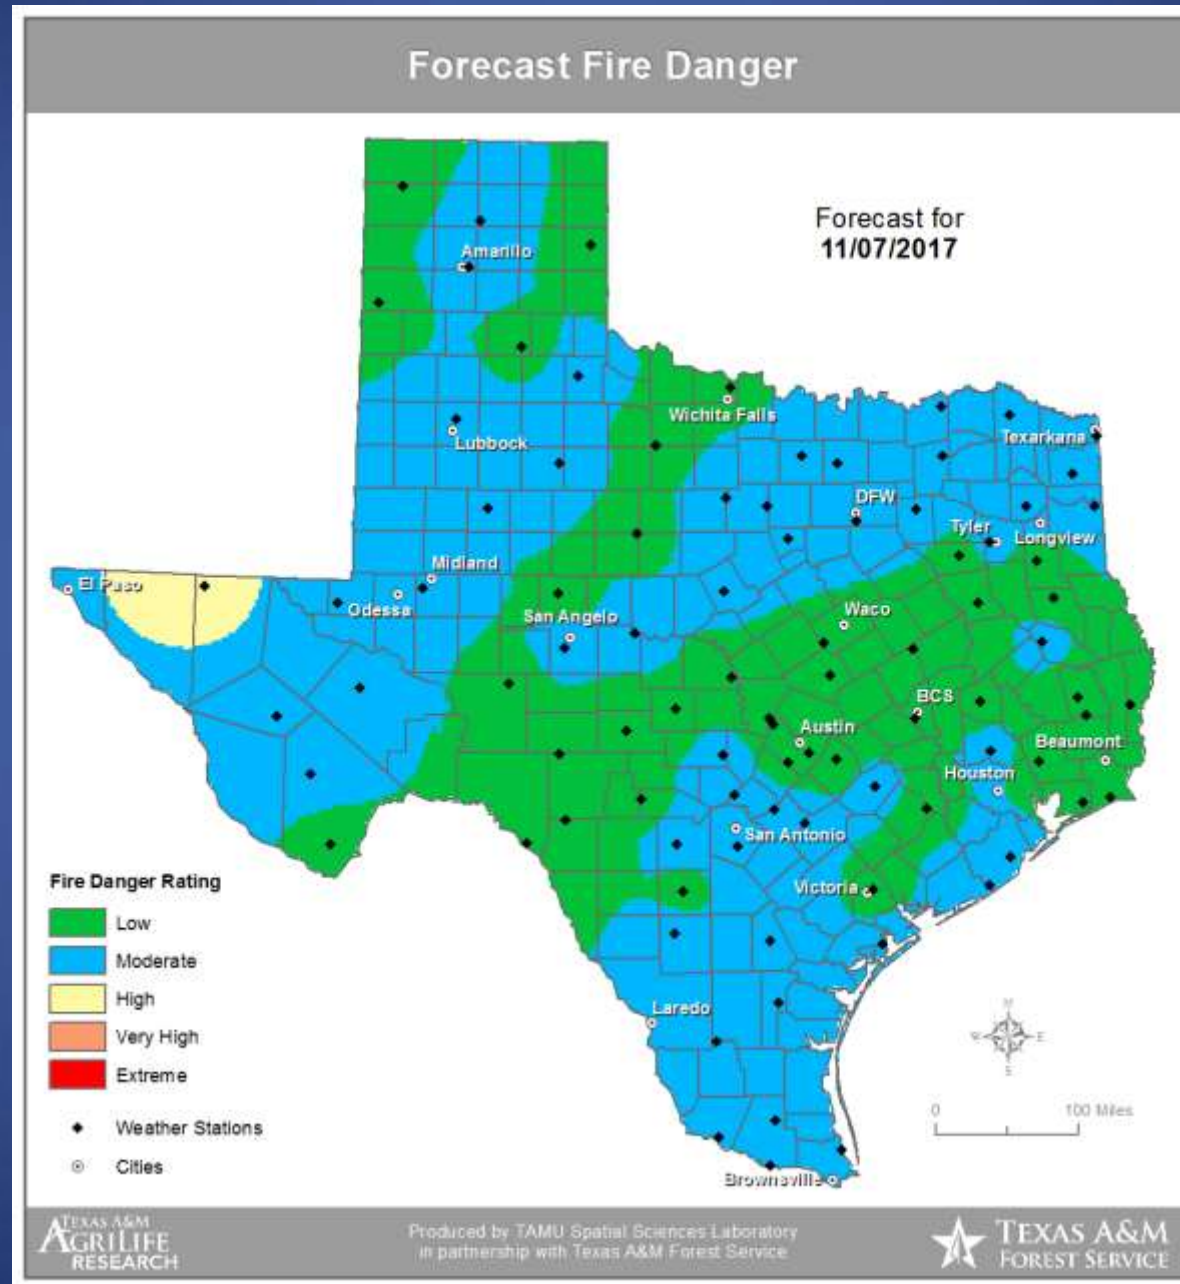 Forecast Fire Danger
Forecast for
11/07/2017
Amarillo
Wichita Falls
Lubbock
Texarkana
DFW
Tyler
Longview
Midland
El Paso
Odessa
San Angelo
Waco
BCS
Austin
Beaumont
Houston
San Antonio
Victoria
Laredo
Brownsville
Fire Danger Rating
Low
Moderate
High
Very High
Extreme
Weather Stations
Cities
N
W
E
S
0
100 Miles
TEXAS A&M
AGRILIFE
RESEARCH
Produced by TAMU Spatial Sciences Laboratory
in partnership with Texas A&M Forest Service
TEXAS A&M
FOREST SERVICE